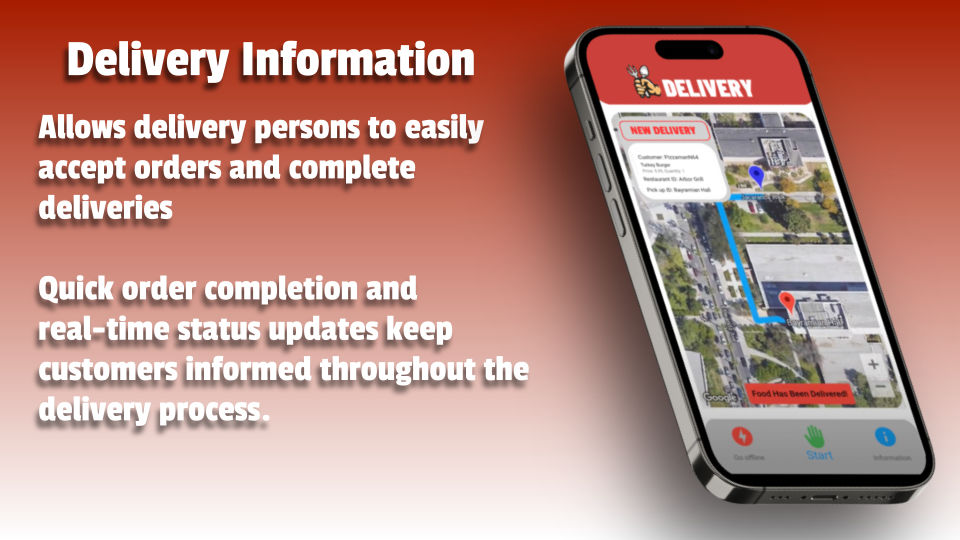 Delivery Information
Allows delivery persons to easily
accept orders and complete
deliveries
Quick order completion and
real-time status updates keep
customers informed throughout the
delivery process.
DELIVERY
NEW DELIVERY
Customer: Pizzaman464
Turkey Burger
Restaurant ID: Arbor Grill
Pick up ID: Bayramian Hall
Google
Food Has Been Delivered!
Go offline
Start
Information